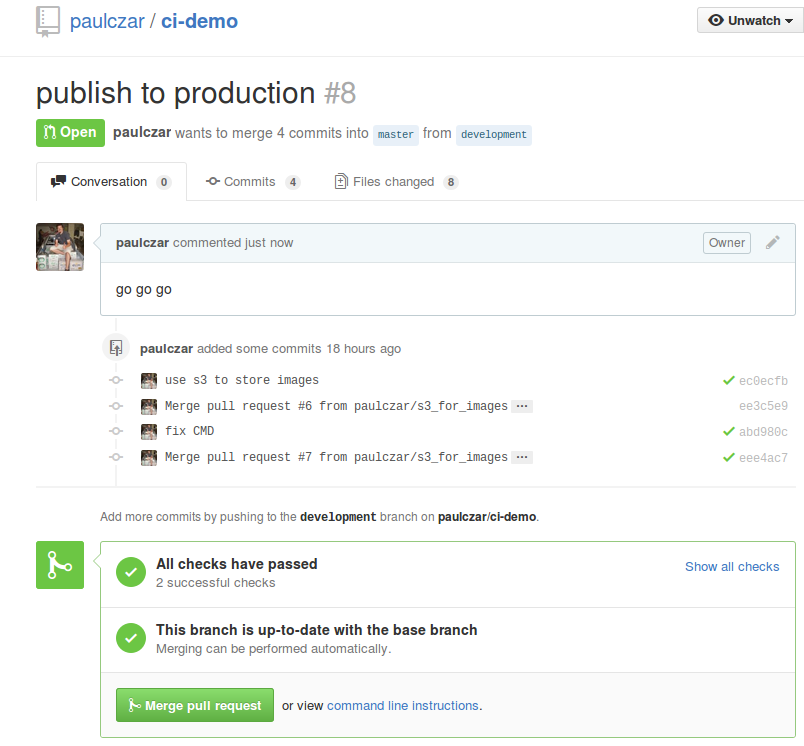 paulczar / ci-demo
Unwatch
publish to production #8
Open paulczar wants to merge 4 commits into master from development
Conversation 0 Commits 4 Files changed 8
paulczar commented just now Owner
go go go
paulczar added some commits 18 hours ago
use s3 to store images ec0ecfb
Merge pull request #6 from paulczar/s3_for_images ··· ee3c5e9
fix CMD abd980c
Merge pull request #7 from paulczar/s3_for_images ··· eee4ac7
Add more commits by pushing to the development branch on paulczar/ci-demo.
All checks have passed Show all checks
2 successful checks
This branch is up-to-date with the base branch
Merging can be performed automatically.
Merge pull request or view command line instructions.